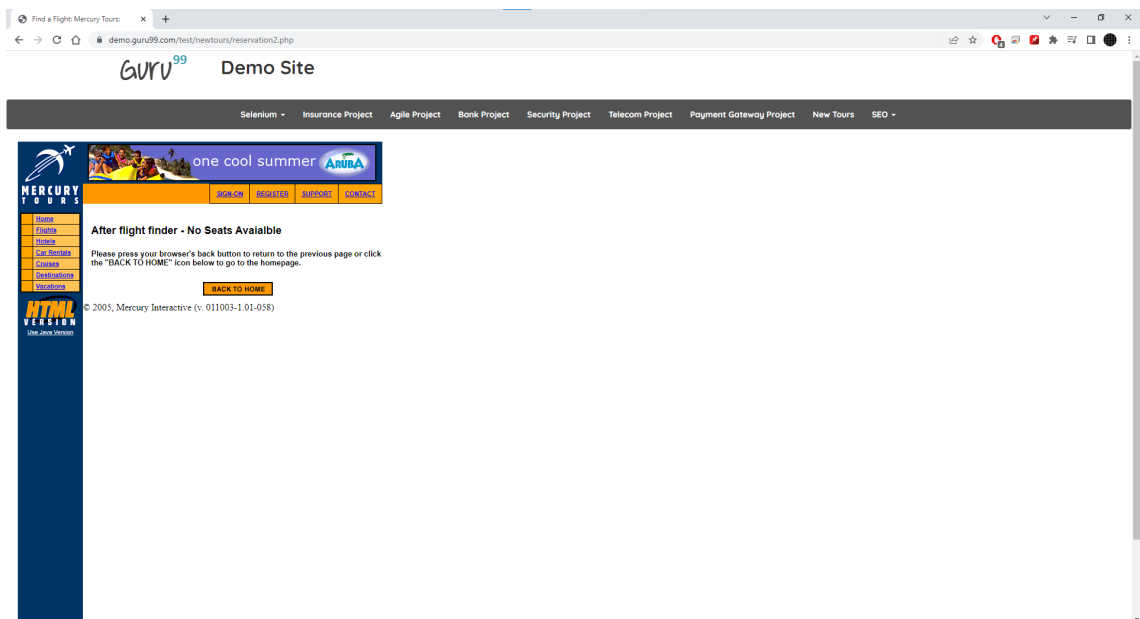 Find a Flight: Mercury Tours:
demo.guru99.com/test/newtours/reservation2.php
Guru99 Demo Site
Selenium Insurance Project Agile Project Bank Project Security Project Telecom Project Payment Gateway Project New Tours SEO
one cool summer ARUBA
MERCURY
TOURS
SIGN-ON REGISTER SUPPORT CONTACT
Home
Flights
Hotels
Car Rentals
Cruises
Destinations
Vacations
HTML
VERSION
Use Java Version
After flight finder - No Seats Avaialble
Please press your browser's back button to return to the previous page or click
the "BACK TO HOME" icon below to go to the homepage.
BACK TO HOME
© 2005, Mercury Interactive (v. 011003-1.01-058)